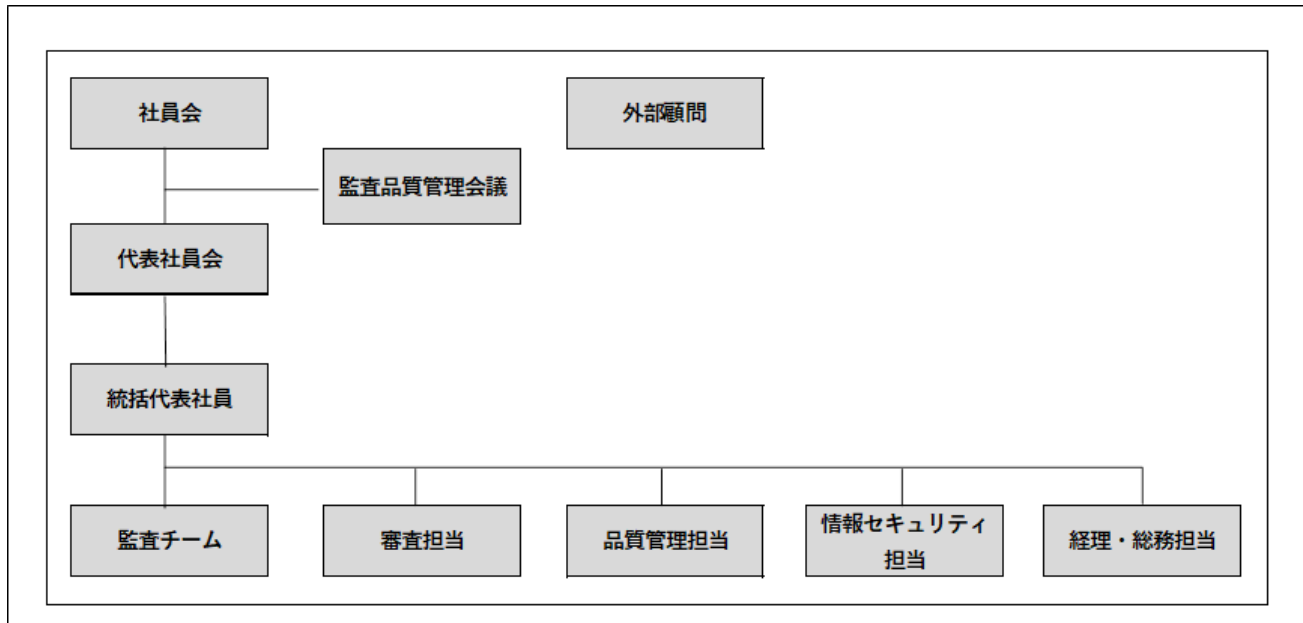 社員会
外部顧問
監査品質管理会議
代表社員会
統括代表社員
監査チーム
審査担当
品質管理担当
情報セキュリティ
担当
経理・総務担当